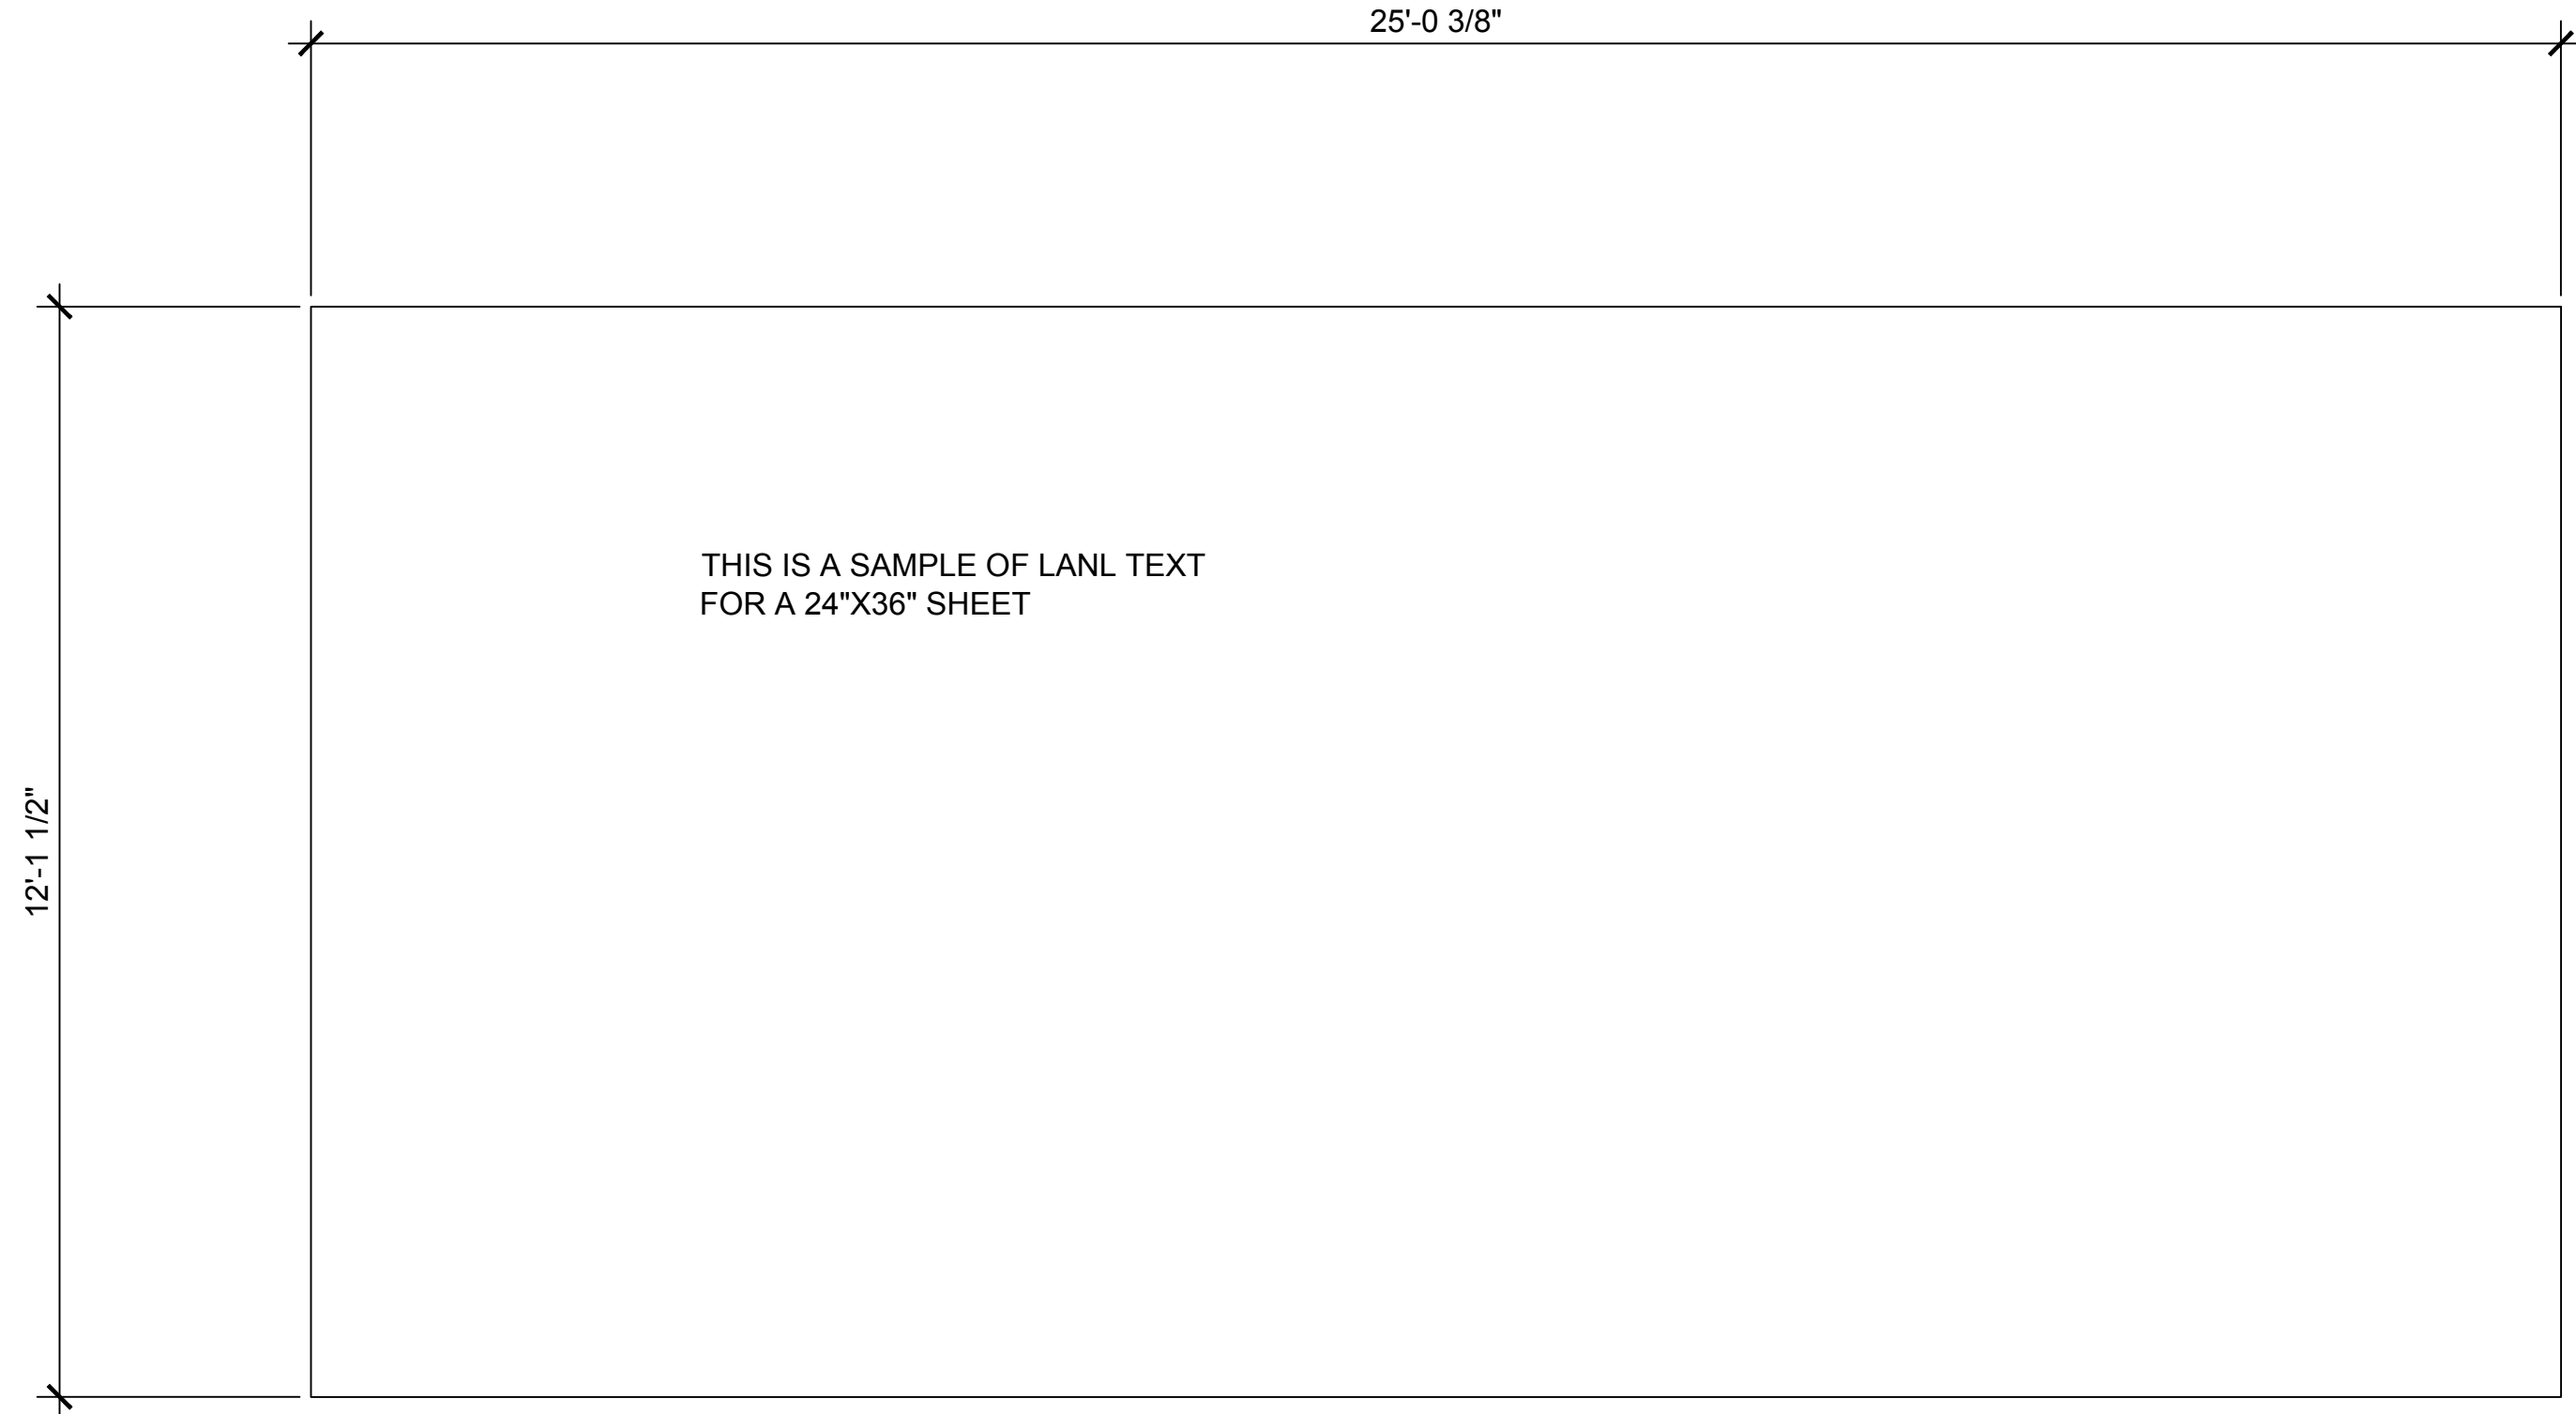 25'-0 3/8"
THIS IS A SAMPLE OF LANL TEXT
FOR A 24"X36" SHEET
12'-1 1/2"